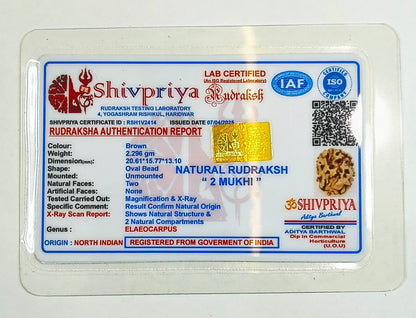 Shivpriya Rudraksh
LAB CERTIFIED
(An ISO Registered Laboratory)
IAF
ISO
RUDRAKSH TESTING LABORATORY
4, YOGASHRAM RISHIKUL, HARIDWAR
SHIVPRIYA CERTIFICATE ID : RSH1V2414 ISSUED DATE 07/04/2025
RUDRAKSHA AUTHENTICATION REPORT
Colour: Brown
Weight: 2.296 gm
Dimension(mm): 20.61*15.77*13.10
Shape: Oval Bead
Mounted: Unmounted
Natural Faces: Two
Artificial Faces: None
Tested Carried Out: Magnification & X-Ray
Specific Comment: Result Confirm Natural Origin
X-Ray Scan Report: Shows Natural Structure &
2 Natural Compartments
Genus : ELAEOCARPUS
NATURAL RUDRAKSH
“ 2 MUKHI ”
ॐ SHIVPRIYA
Aditya Barthwal
CERTIFIED BY
ADITYA BARTHWAL
Dip in Commercial
Horticulture
(U.O.U)
ORIGIN : NORTH INDIAN REGISTERED FROM GOVERMENT OF INDIA